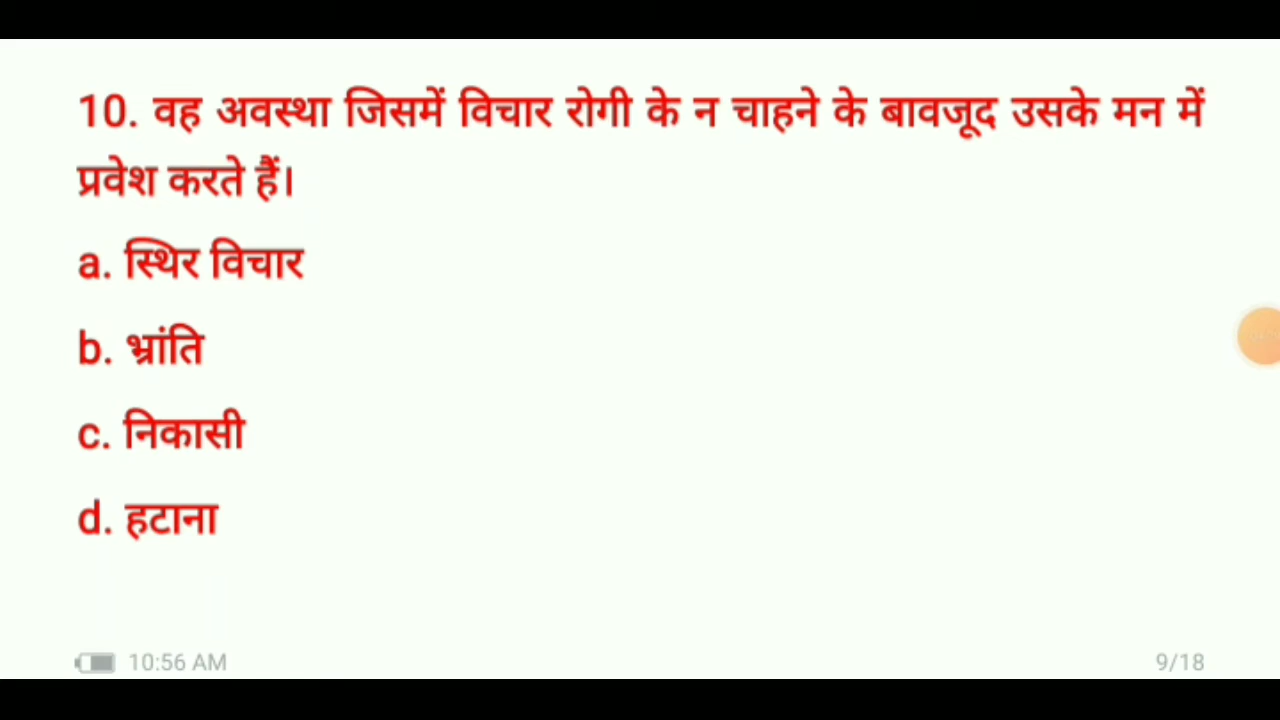 10. वह अवस्था जिसमें विचार रोगी के न चाहने के बावजूद उसके मन में
प्रवेश करते हैं।
a. स्थिर विचार
b. भ्रांति
c. निकासी
d. हटाना
10:56 AM
9/18